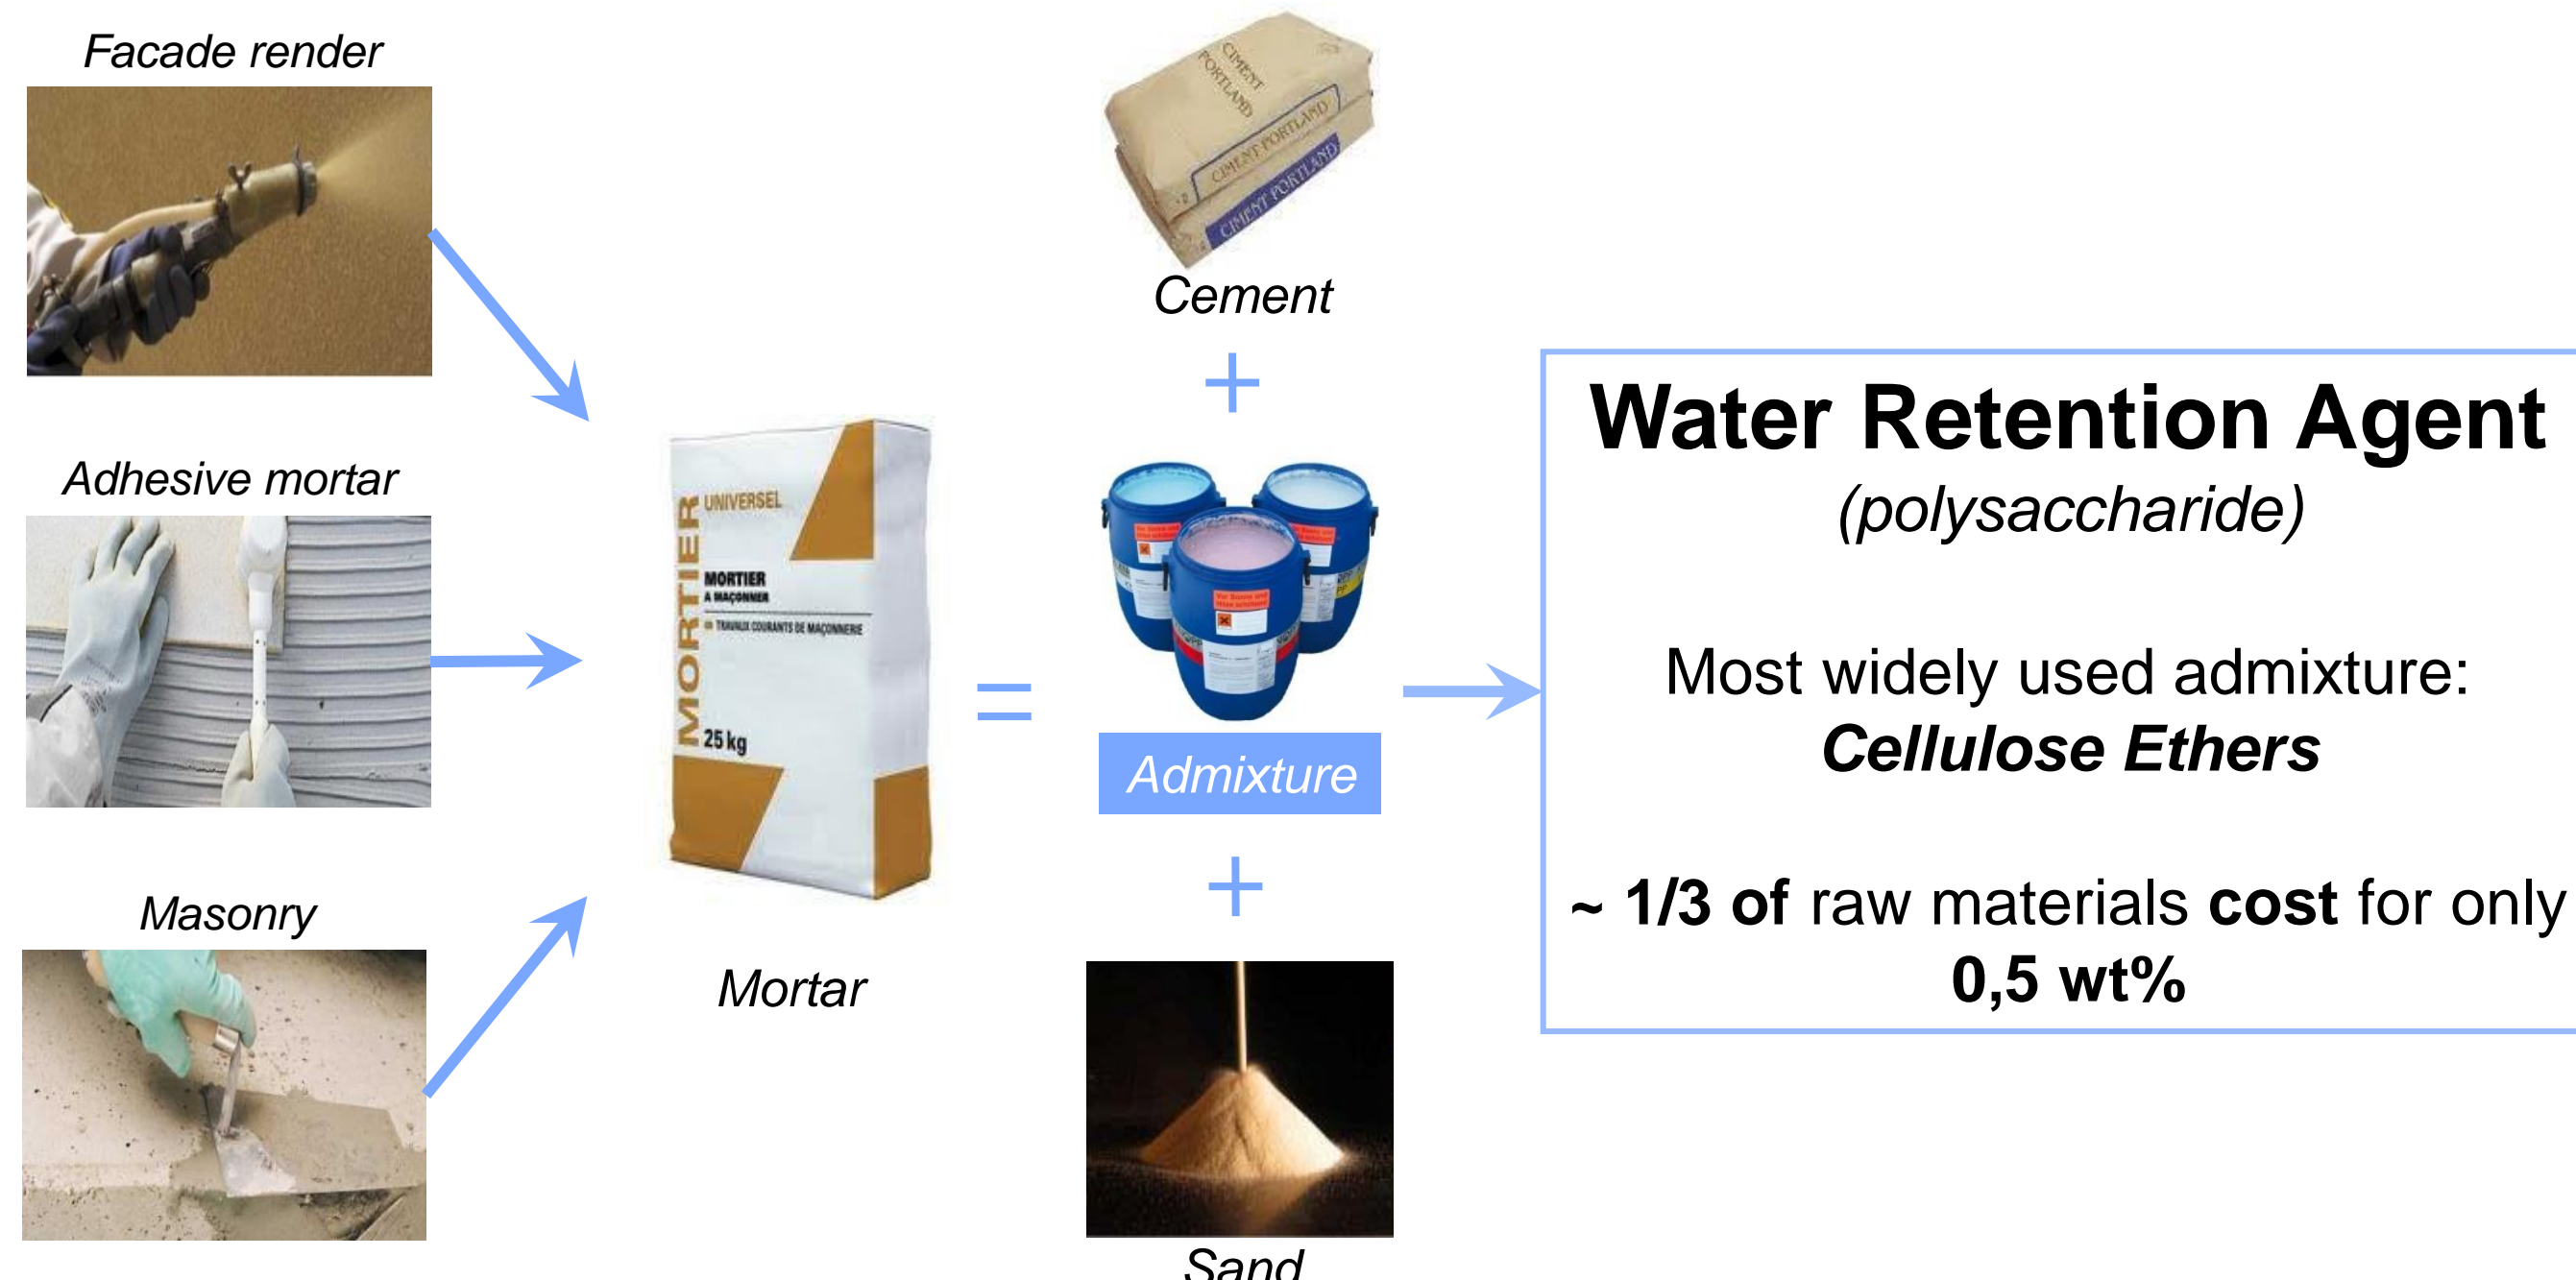 Facade render
Adhesive mortar
Masonry
MORTIER
UNIVERSEL
MORTIER
A MAÇONNER
TRAVAUX COURANTS DE MAÇONNERIE
25 kg
Mortar
=
CIMENT
PORTLAND
CIMENT PORTLAND
CIMENT PORTLAND
Cement
+
Admixture
+
Sand
Water Retention Agent
(polysaccharide)
Most widely used admixture:
Cellulose Ethers
~ 1/3 of raw materials cost for only
0,5 wt%